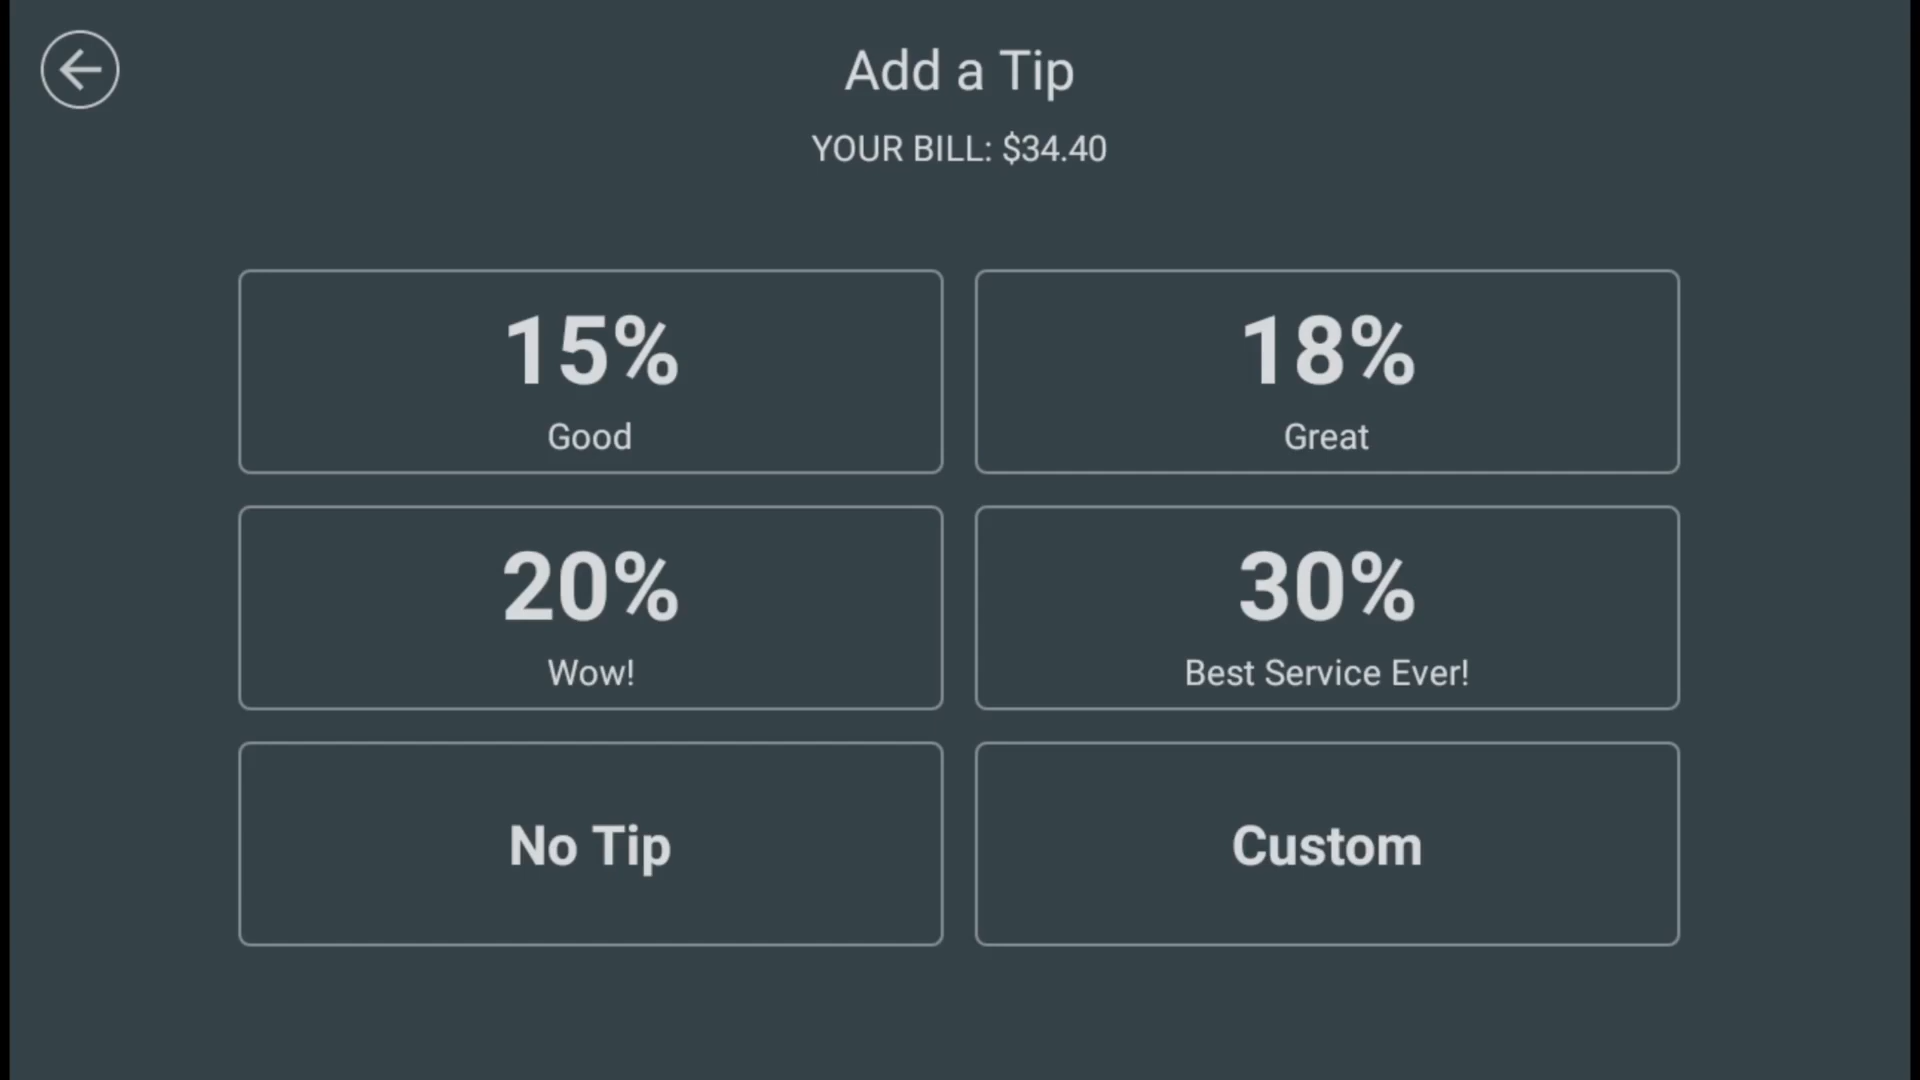 Add a Tip
YOUR BILL: $34.40
15%
Good
18%
Great
20%
Wow!
30%
Best Service Ever!
No Tip
Custom